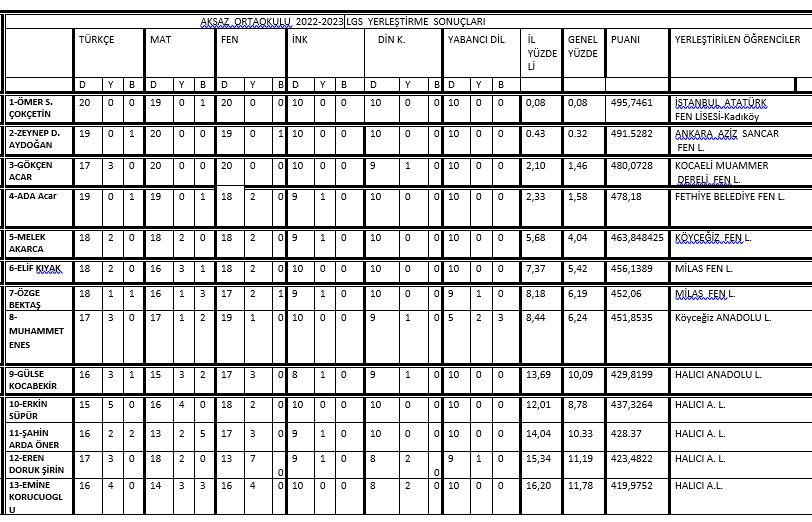 AKSAZ ORTAOKULU 2022-2023 LGS YERLEŞTİRME SONUÇLARI
TÜRKÇE MAT FEN İNK DİN K. YABANCI DİL İL YÜZDELİ GENEL YÜZDE PUANI YERLEŞTİRİLEN ÖĞRENCİLER
D Y B D Y B D Y B D Y B D Y B D Y B
1-ÖMER S. ÇOKÇETİN 20 0 0 19 0 1 20 0 0 10 0 0 10 0 0 10 0 0 0,08 0,08 495,7461 İSTANBUL ATATÜRK FEN LİSESİ-Kadıköy
2-ZEYNEP D. AYDOĞAN 19 0 1 20 0 0 19 0 1 10 0 0 10 0 0 10 0 0 0.43 0.32 491.5282 ANKARA AZİZ SANCAR FEN L.
3-GÖKÇEN ACAR 17 3 0 20 0 0 20 0 0 10 0 0 9 1 0 10 0 0 2,10 1,46 480,0728 KOCAELİ MUAMMER DERELİ FEN L.
4-ADA Acar 19 0 1 19 0 1 18 2 0 9 1 0 10 0 0 10 0 0 2,33 1,58 478,18 FETHİYE BELEDİYE FEN L.
5-MELEK AKARCA 18 2 0 18 2 0 18 2 0 9 1 0 10 0 0 10 0 0 5,68 4,04 463,848425 KÖYCEĞİZ FEN L.
6-ELİF KIYAK 18 2 0 16 3 1 18 2 0 10 0 0 10 0 0 10 0 0 7,37 5,42 456,1389 MİLAS FEN L.
7-ÖZGE BEKTAŞ 18 1 1 16 1 3 17 2 1 9 1 0 10 0 0 9 1 0 8,18 6,19 452,06 MİLAS FEN L.
8-MUHAMMET ENES 17 3 0 17 1 2 19 1 0 10 0 0 9 1 0 5 2 3 8,44 6,24 451,8535 Köyceğiz ANADOLU L.
9-GÜLSE KOCABEKİR 16 3 1 15 3 2 17 3 0 8 1 0 9 1 0 10 0 0 13,69 10,09 429,8199 HALICI ANADOLU L.
10-ERKİN SÜPÜR 15 5 0 16 4 0 18 2 0 10 0 0 10 0 0 10 0 0 12,01 8,78 437,3264 HALICI A. L.
11-ŞAHİN ARDA ÖNER 16 2 2 13 2 5 17 3 0 9 1 0 10 0 0 10 0 0 14,04 10.33 428.37 HALICI A. L.
12-EREN DORUK ŞİRİN 17 3 0 18 2 0 13 7 0 9 1 0 8 2 0 9 1 0 15,34 11,19 423,4822 HALICI A. L.
13-EMİNE KORUCUOGLU 16 4 0 14 3 3 16 4 0 10 0 0 8 2 0 10 0 0 16,20 11,78 419,9752 HALICI A.L.